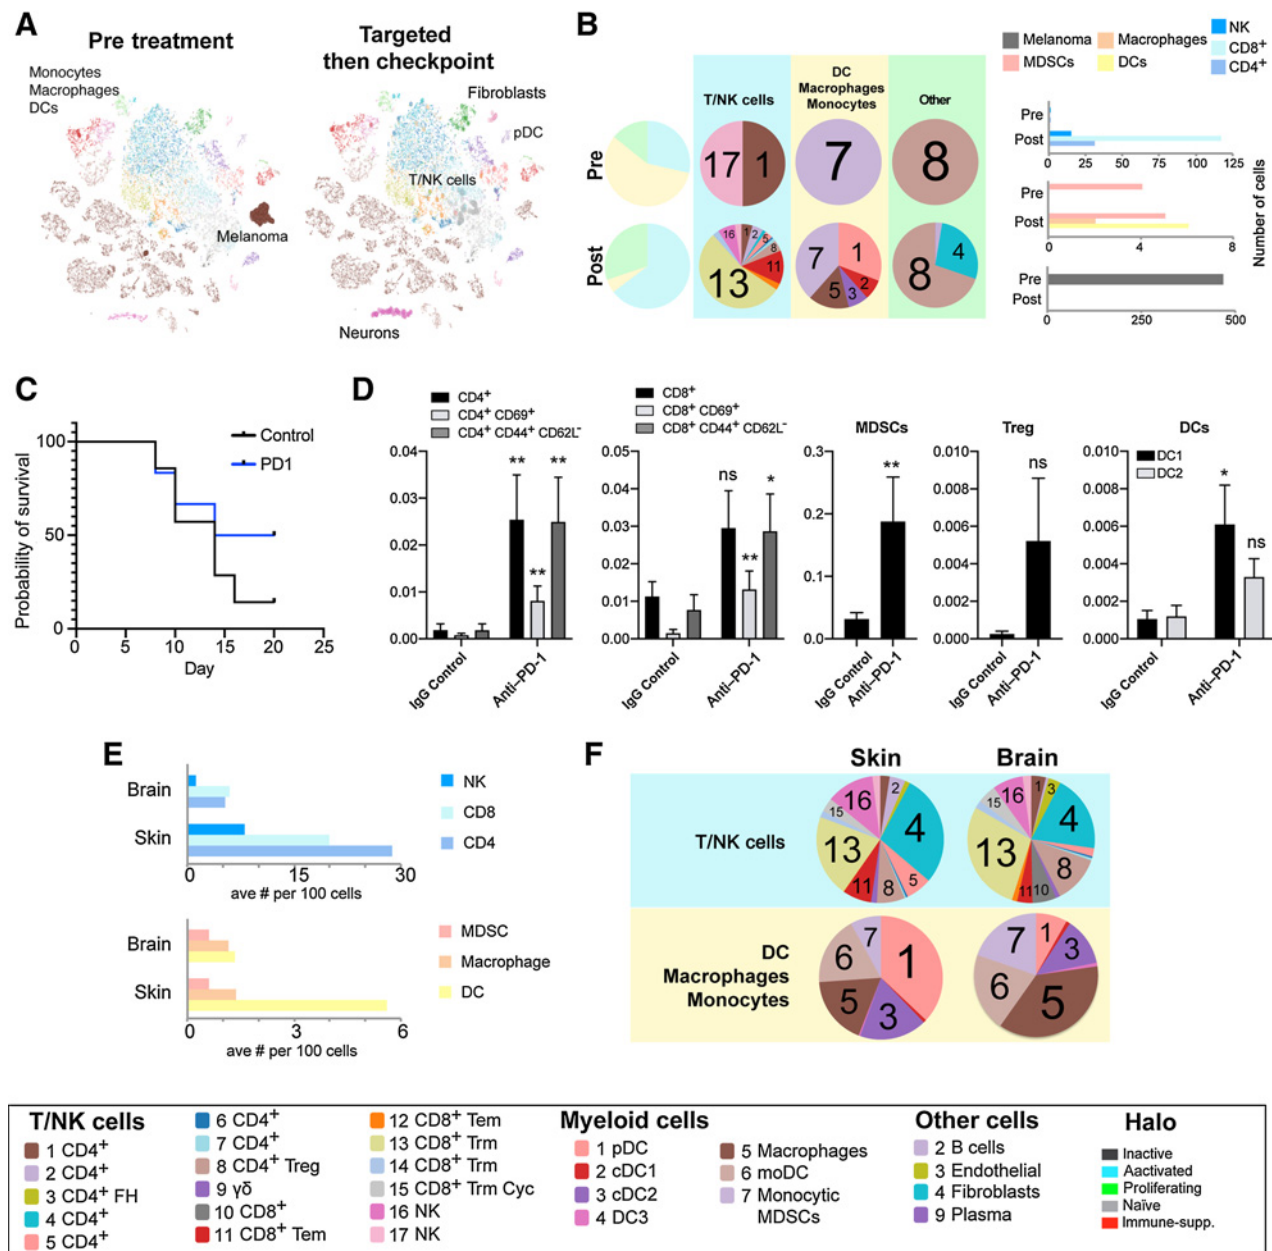 A
Pre treatment
Targeted
then checkpoint
Monocytes
Macrophages
DCs
Fibroblasts
pDC
T/NK cells
Melanoma
Neurons
B
T/NK cells
DC
Macrophages
Monocytes
Other
Pre
17 1
7
8
Post
16 1 2 5 8 11 13
7 1 2 3 5
8 4
Melanoma
MDSCs
Macrophages
DCs
NK
CD8+
CD4+
Pre
Post
0 25 50 75 100 125
Pre
Post
0 4 8
Pre
Post
0 250 500
Number of cells
C
Probability of survival
100
50
0
0 5 10 15 20 25
Day
Control
PD1
D
CD4+
CD4+ CD69+
CD4+ CD44+ CD62L-
0.04
0.03
0.02
0.01
0.00
** ** **
IgG Control
Anti–PD-1
CD8+
CD8+ CD69+
CD8+ CD44+ CD62L-
0.05
0.04
0.03
0.02
0.01
0.00
ns ** *
IgG Control
Anti–PD-1
MDSCs
0.3
0.2
0.1
0.0
**
IgG Control
Anti–PD-1
Treg
0.010
0.008
0.006
0.004
0.002
0.000
ns
IgG Control
Anti–PD-1
DCs
DC1
DC2
0.010
0.008
0.006
0.004
0.002
0.000
* ns
IgG Control
Anti–PD-1
E
Brain
Skin
0 15 30
ave # per 100 cells
NK
CD8
CD4
Brain
Skin
0 3 6
ave # per 100 cells
MDSC
Macrophage
DC
F
Skin
Brain
T/NK cells
2 4 5 8 11 13 15 16
1 3 4 8 10 11 13 15 16
DC
Macrophages
Monocytes
1 3 5 6 7
1 3 5 6 7
T/NK cells
1 CD4+
2 CD4+
3 CD4+ FH
4 CD4+
5 CD4+
6 CD4+
7 CD4+
8 CD4+ Treg
9 γδ
10 CD8+
11 CD8+ Tem
12 CD8+ Tem
13 CD8+ Trm
14 CD8+ Trm
15 CD8+ Trm Cyc
16 NK
17 NK
Myeloid cells
1 pDC
2 cDC1
3 cDC2
4 DC3
5 Macrophages
6 moDC
7 Monocytic
MDSCs
Other cells
2 B cells
3 Endothelial
4 Fibroblasts
9 Plasma
Halo
Inactive
Aactivated
Proliferating
Naïve
Immune-supp.